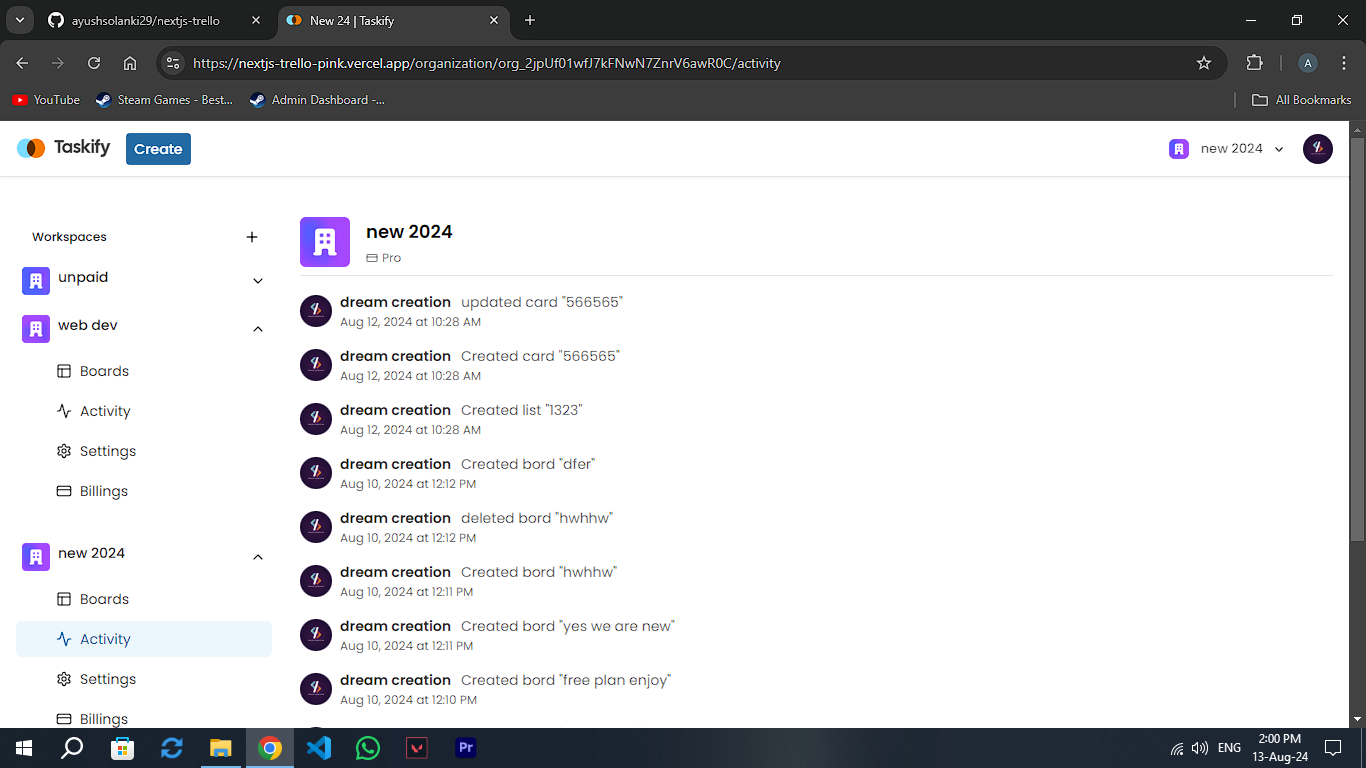 ayushsolanki29/nextjs-trello
New 24 | Taskify
https://nextjs-trello-pink.vercel.app/organization/org_2jpUf01wfJ7kFNwN7ZnrV6awR0C/activity
A
YouTube
Steam Games - Best...
Admin Dashboard -...
All Bookmarks
Taskify
Create
new 2024
Workspaces
unpaid
web dev
Boards
Activity
Settings
Billings
new 2024
Boards
Activity
Settings
Billings
new 2024
Pro
dream creation updated card "566565"
Aug 12, 2024 at 10:28 AM
dream creation Created card "566565"
Aug 12, 2024 at 10:28 AM
dream creation Created list "1323"
Aug 12, 2024 at 10:28 AM
dream creation Created bord "dfer"
Aug 10, 2024 at 12:12 PM
dream creation deleted bord "hwhhw"
Aug 10, 2024 at 12:12 PM
dream creation Created bord "hwhhw"
Aug 10, 2024 at 12:11 PM
dream creation Created bord "yes we are new"
Aug 10, 2024 at 12:11 PM
dream creation Created bord "free plan enjoy"
Aug 10, 2024 at 12:10 PM
Pr
ENG
2:00 PM
13-Aug-24